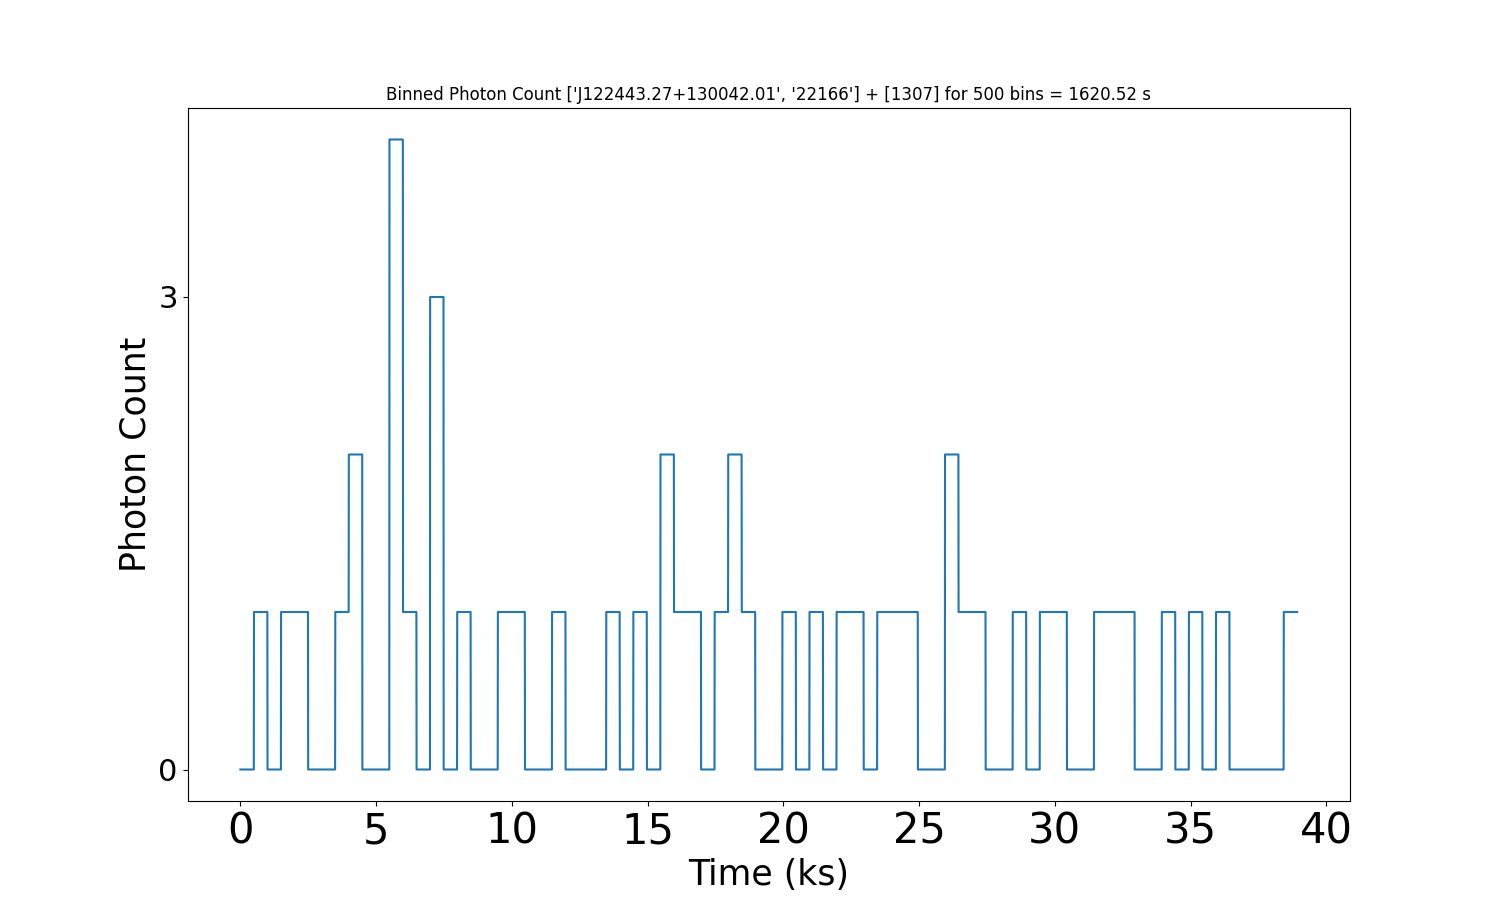 Binned Photon Count ['J122443.27+130042.01', '22166'] + [1307] for 500 bins = 1620.52 s
3
0
Photon Count
0 5 10 15 20 25 30 35 40
Time (ks)